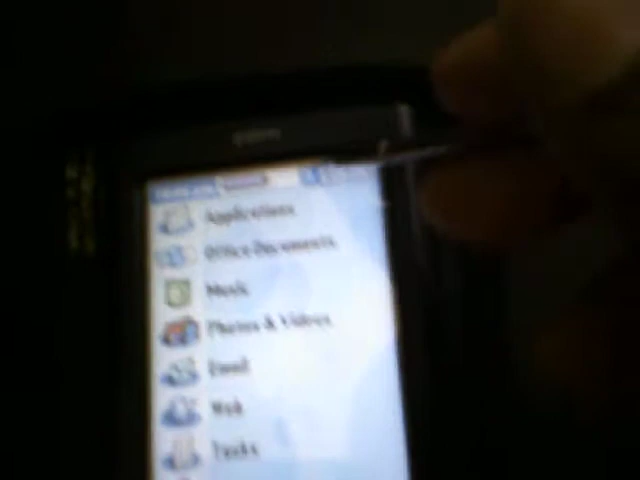 Applications
Office Documents
Music
Photos & Videos
Email
Web
Tasks